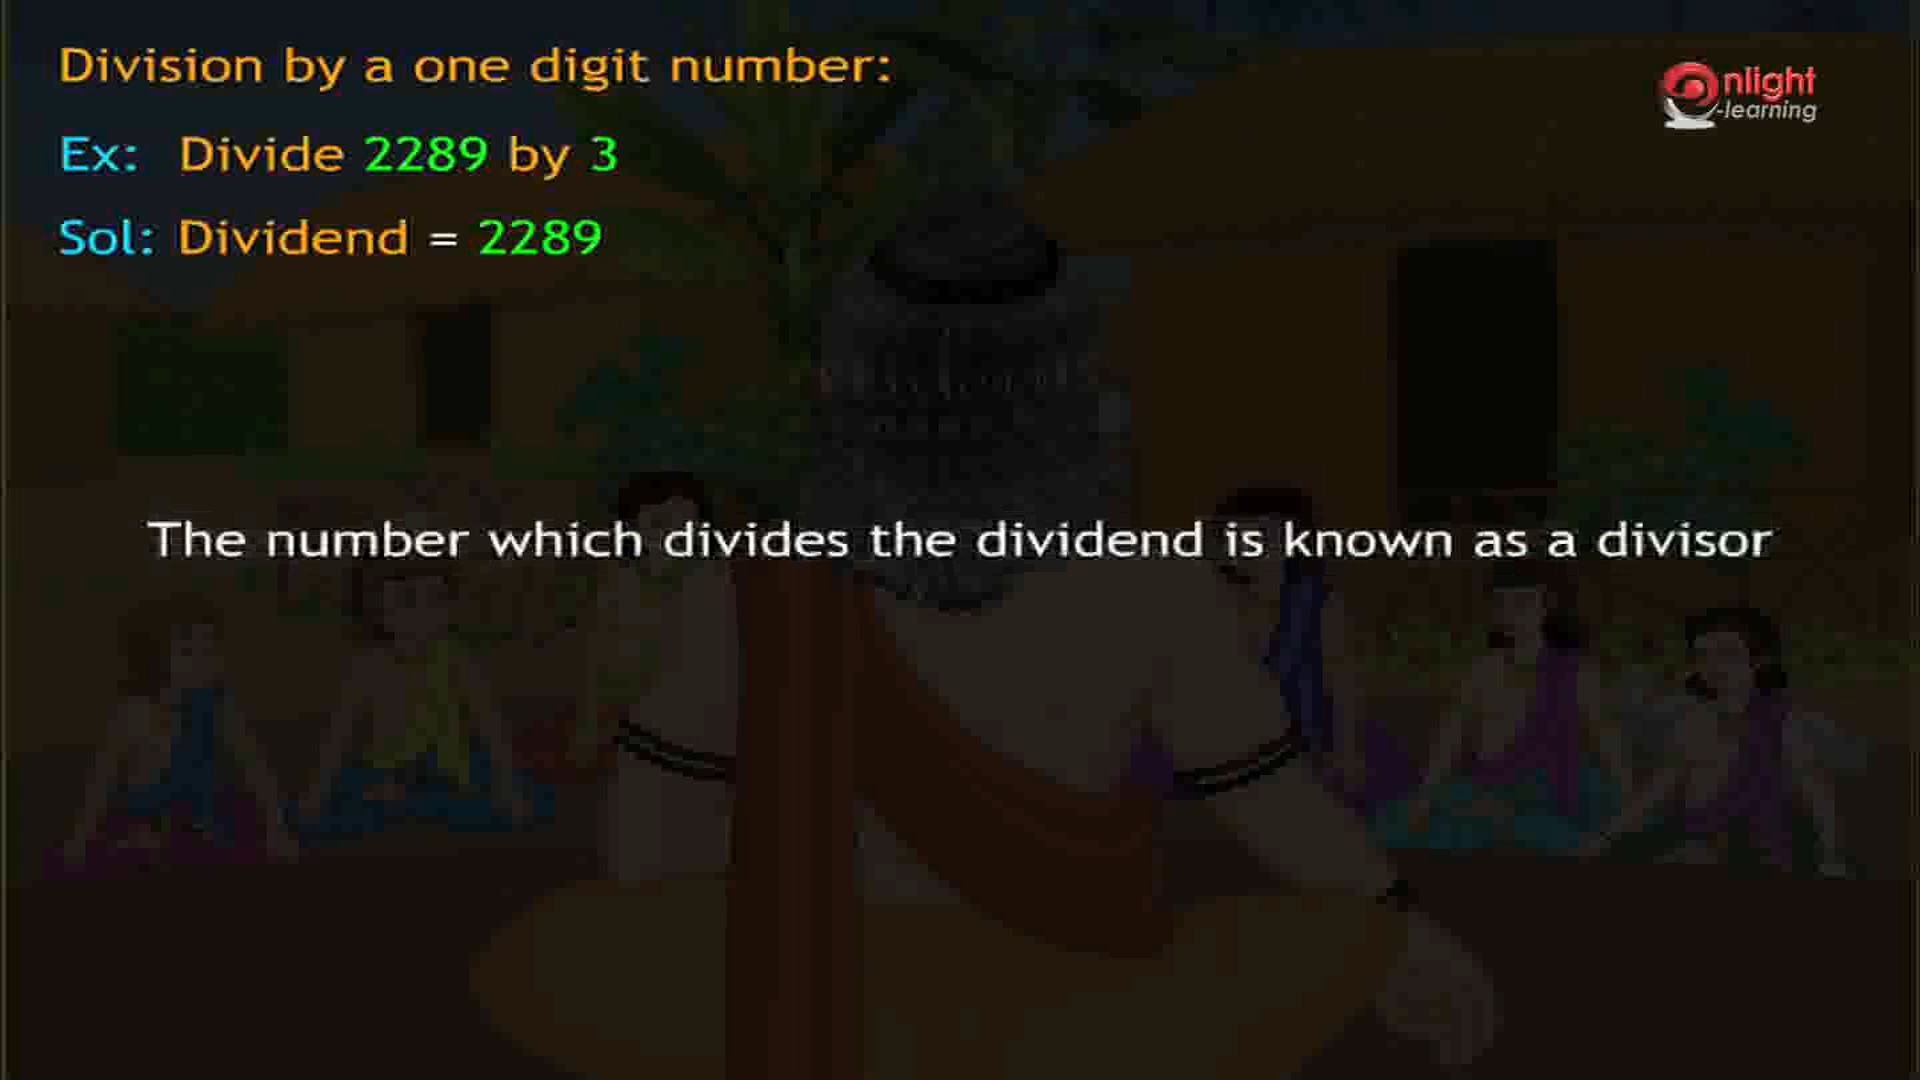 Division by a one digit number:
nlight
-learning
Ex: Divide 2289 by 3
Sol: Dividend = 2289
The number which divides the dividend is known as a divisor